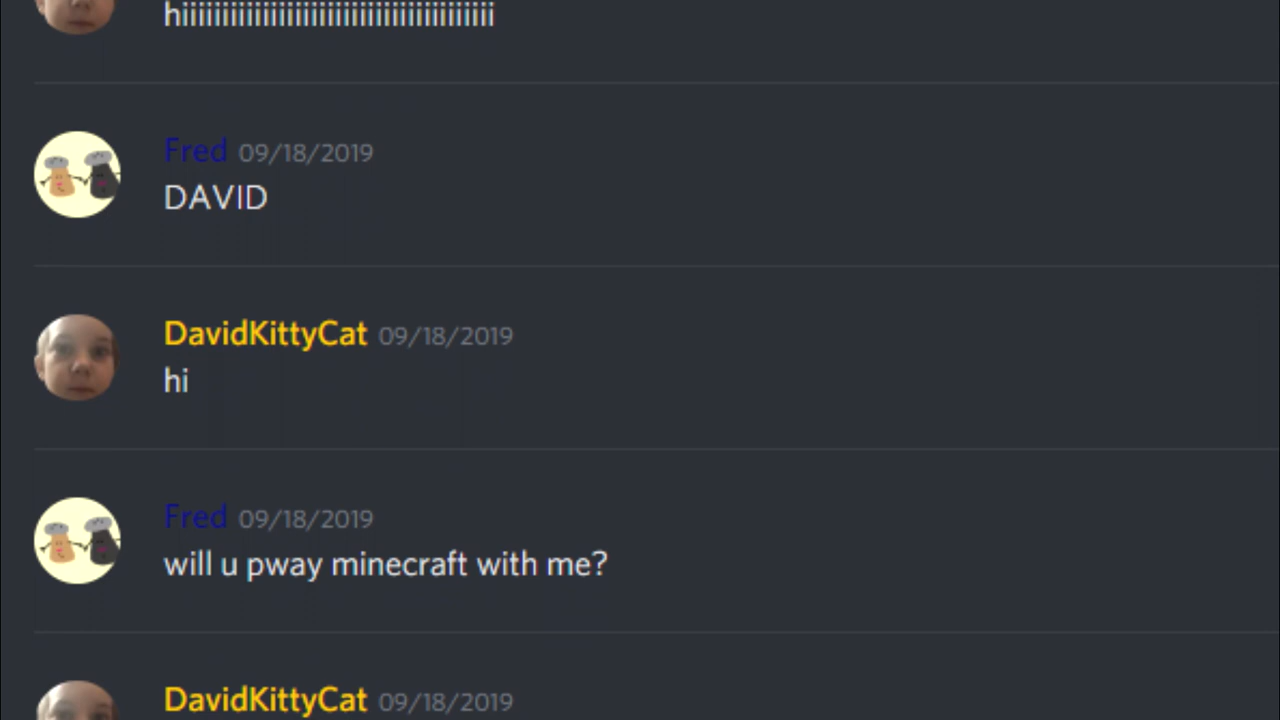 hiiiiiiiiiiiiiiiiiiiiiiiiiiiiiiiiiiiiiii
Fred 09/18/2019
DAVID
DavidKittyCat 09/18/2019
hi
Fred 09/18/2019
will u pway minecraft with me?
DavidKittyCat 09/18/2019